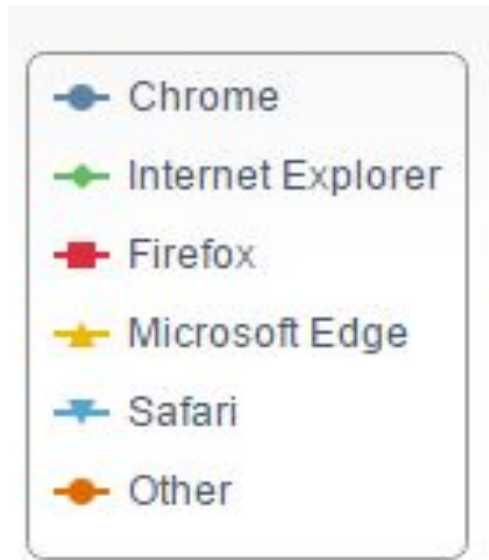 Chrome
Internet Explorer
Firefox
Microsoft Edge
Safari
Other